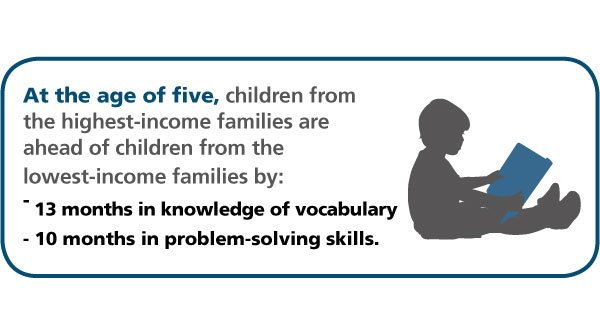 At the age of five, children from
the highest-income families are
ahead of children from the
lowest-income families by:
- 13 months in knowledge of vocabulary
- 10 months in problem-solving skills.